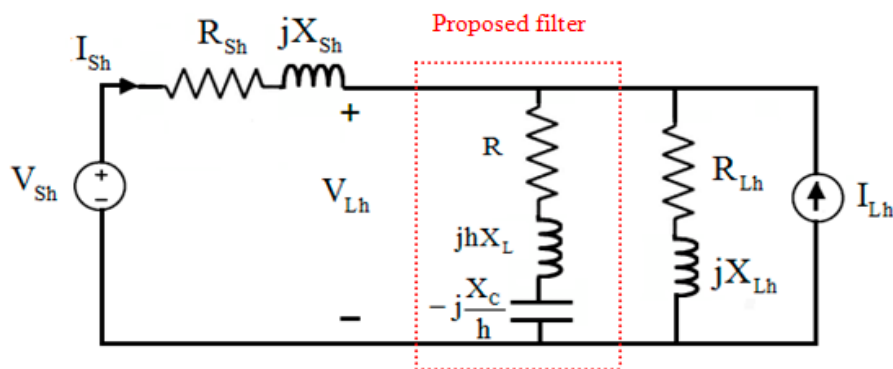 Proposed filter
I_Sh
R_Sh
jX_Sh
+
V_Sh
+
−
V_Lh
−
R
jhX_L
−j X_C/h
R_Lh
jX_Lh
I_Lh